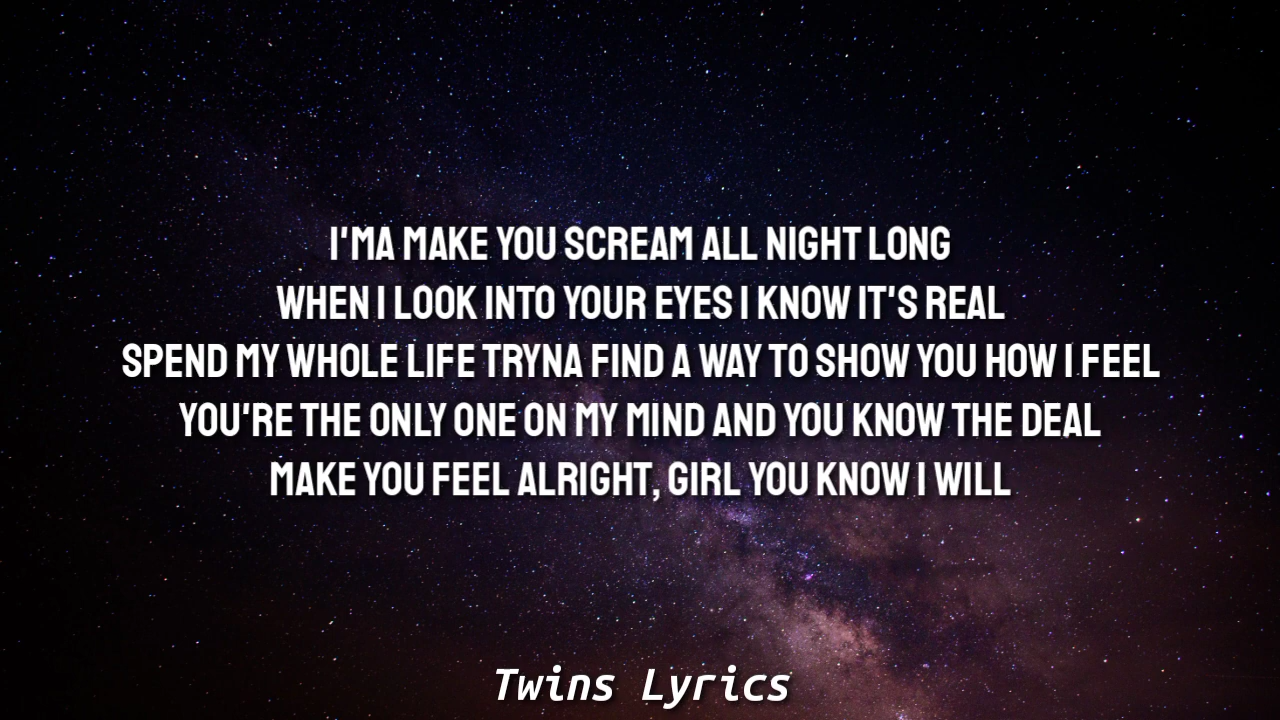 I'MA MAKE YOU SCREAM ALL NIGHT LONG
WHEN I LOOK INTO YOUR EYES I KNOW IT'S REAL
SPEND MY WHOLE LIFE TRYNA FIND A WAY TO SHOW YOU HOW I FEEL
YOU'RE THE ONLY ONE ON MY MIND AND YOU KNOW THE DEAL
MAKE YOU FEEL ALRIGHT, GIRL YOU KNOW I WILL
Twins Lyrics